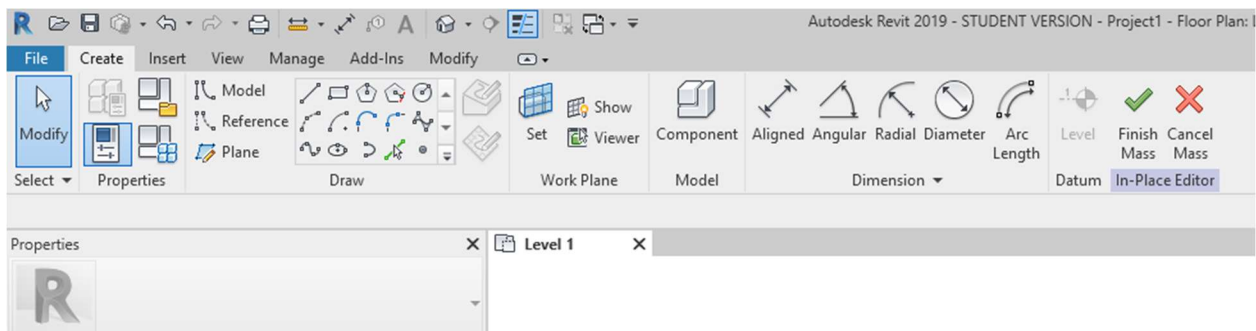 Autodesk Revit 2019 - STUDENT VERSION - Project1 - Floor Plan: L
File Create Insert View Manage Add-Ins Modify
Modify
Model
Reference
Plane
Set
Show
Viewer
Component
Aligned Angular Radial Diameter Arc Length
Level
Finish Mass
Cancel Mass
Select Properties Draw Work Plane Model Dimension Datum In-Place Editor
Properties
Level 1